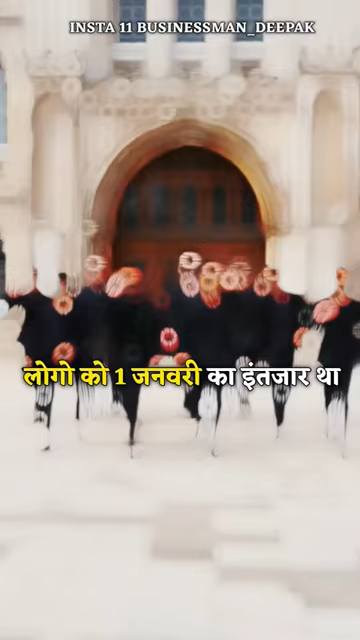 INSTA 11 BUSINESSMAN_DEEPAK
लोगो को 1 जनवरी का इंतजार था